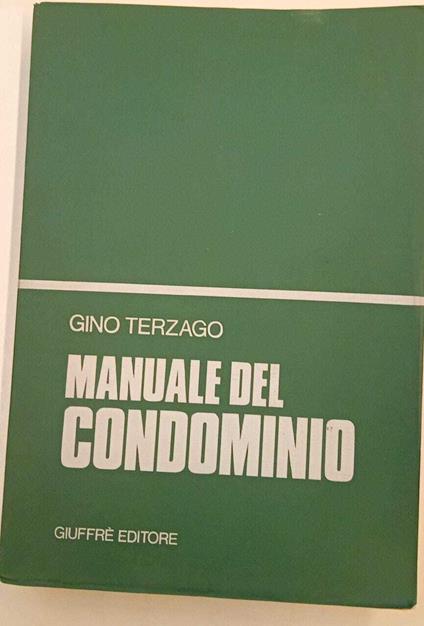 GINO TERZAGO
MANUALE DEL
CONDOMINIO
GIUFFRÈ EDITORE